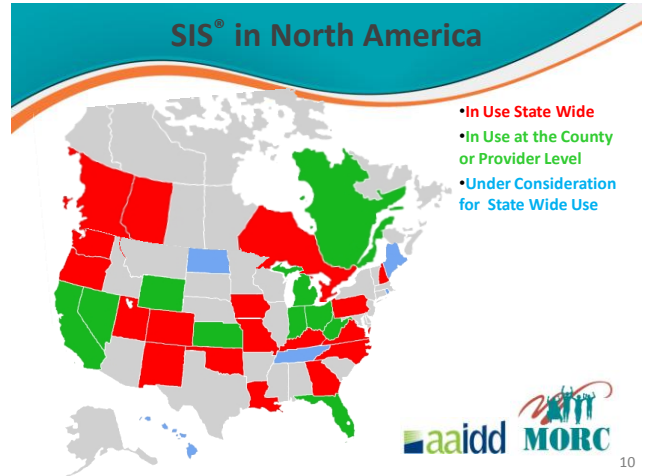 SIS® in North America
•In Use State Wide
•In Use at the County
or Provider Level
•Under Consideration
for State Wide Use
aaidd
MORC
10